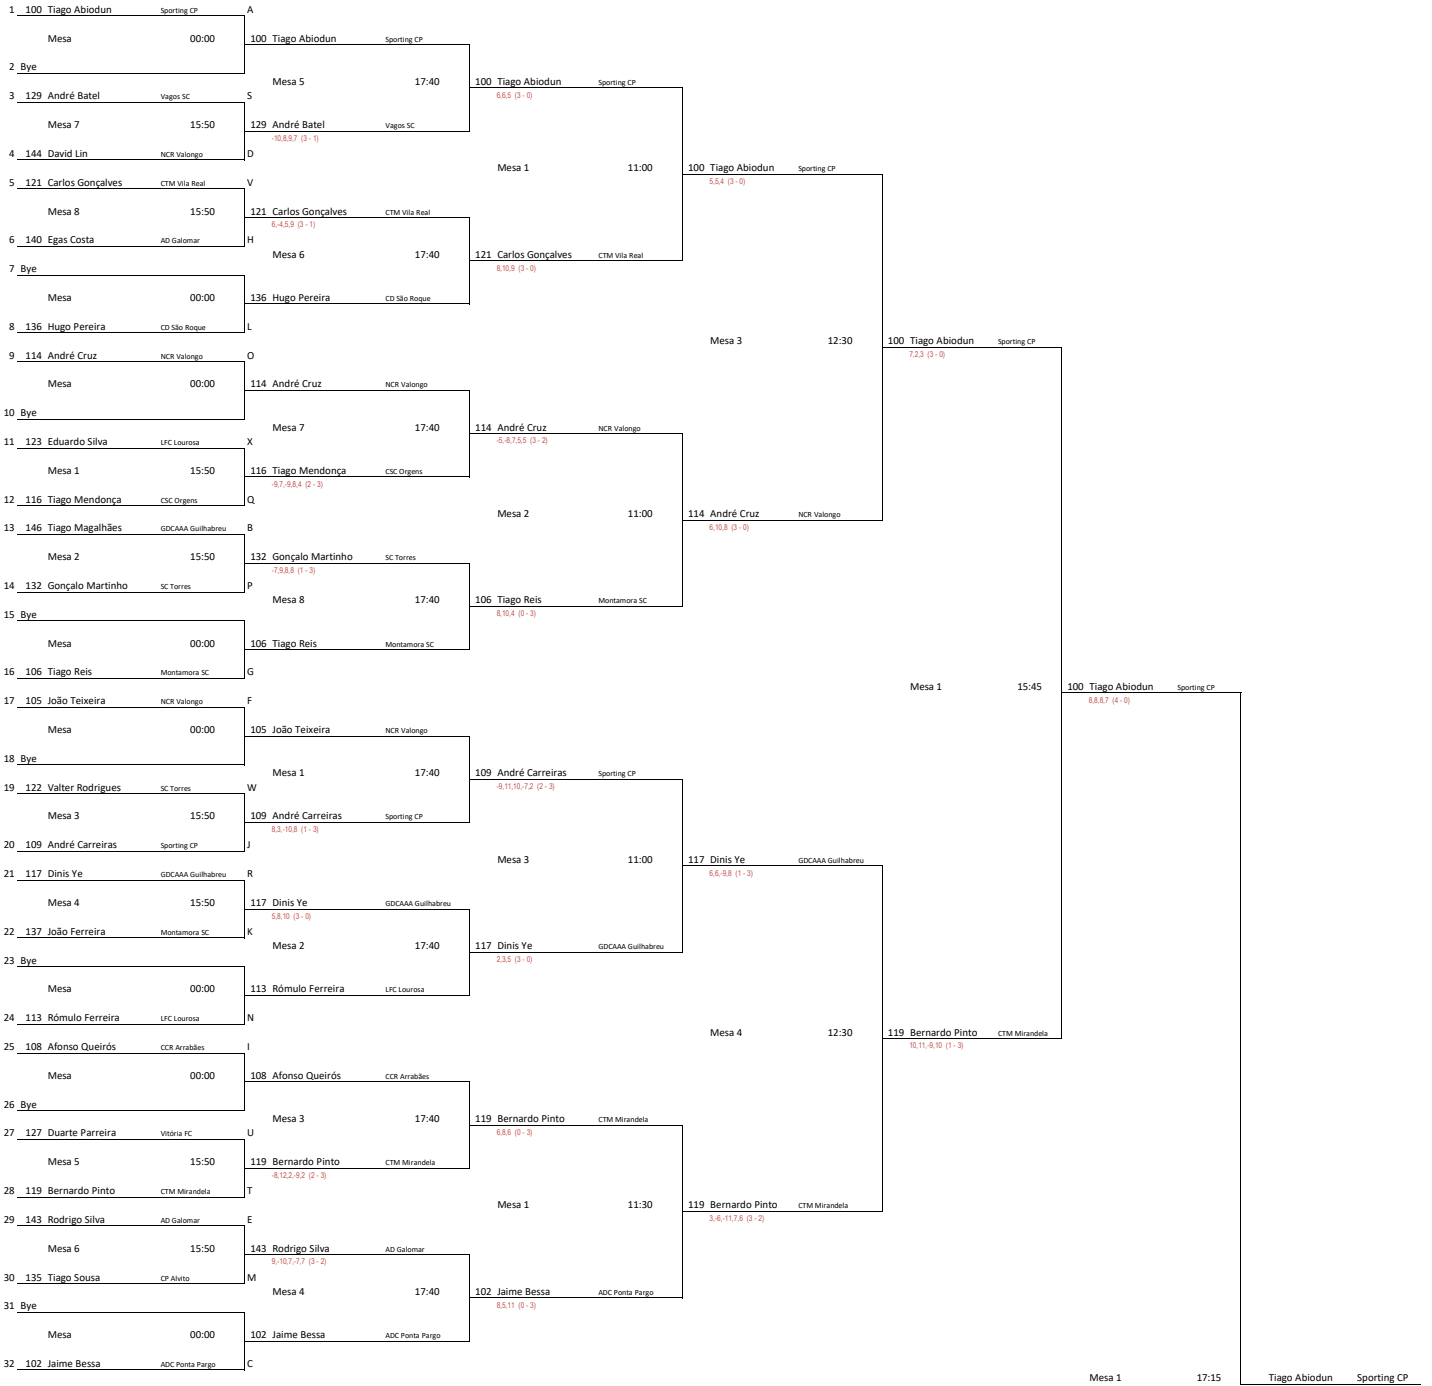 1 100 Tiago Abiodun Sporting CP A
Mesa 00:00 100 Tiago Abiodun Sporting CP
2 Bye
Mesa 5 17:40 100 Tiago Abiodun Sporting CP
3 129 André Batel Vagos SC S 6,6,5 (3 - 0)
Mesa 7 15:50 129 André Batel Vagos SC
-10,8,9,7 (3 - 1)
4 144 David Lin NCR Valongo D
Mesa 1 11:00 100 Tiago Abiodun Sporting CP
5 121 Carlos Gonçalves CTM Vila Real V 5,5,4 (3 - 0)
Mesa 8 15:50 121 Carlos Gonçalves CTM Vila Real
6,-4,5,9 (3 - 1)
6 140 Egas Costa AD Galomar H
Mesa 6 17:40 121 Carlos Gonçalves CTM Vila Real
7 Bye 8,10,9 (3 - 0)
Mesa 00:00 136 Hugo Pereira CD São Roque
8 136 Hugo Pereira CD São Roque L
Mesa 3 12:30 100 Tiago Abiodun Sporting CP
9 114 André Cruz NCR Valongo O 7,2,3 (3 - 0)
Mesa 00:00 114 André Cruz NCR Valongo
10 Bye
Mesa 7 17:40 114 André Cruz NCR Valongo
11 123 Eduardo Silva LFC Lourosa X -5,-8,7,5,5 (3 - 2)
Mesa 1 15:50 116 Tiago Mendonça CSC Orgens
-9,7,-9,8,4 (2 - 3)
12 116 Tiago Mendonça CSC Orgens Q
Mesa 2 11:00 114 André Cruz NCR Valongo
13 146 Tiago Magalhães GDCAAA Guilhabreu B 6,10,8 (3 - 0)
Mesa 2 15:50 132 Gonçalo Martinho SC Torres
-7,9,8,8 (1 - 3)
14 132 Gonçalo Martinho SC Torres P
Mesa 8 17:40 106 Tiago Reis Montamora SC
15 Bye 8,10,4 (0 - 3)
Mesa 00:00 106 Tiago Reis Montamora SC
16 106 Tiago Reis Montamora SC G
Mesa 1 15:45 100 Tiago Abiodun Sporting CP
17 105 João Teixeira NCR Valongo F 8,8,8,7 (4 - 0)
Mesa 00:00 105 João Teixeira NCR Valongo
18 Bye
Mesa 1 17:40 109 André Carreiras Sporting CP
19 122 Valter Rodrigues SC Torres W -9,11,10,-7,2 (2 - 3)
Mesa 3 15:50 109 André Carreiras Sporting CP
8,3,-10,8 (1 - 3)
20 109 André Carreiras Sporting CP J
Mesa 3 11:00 117 Dinis Ye GDCAAA Guilhabreu
21 117 Dinis Ye GDCAAA Guilhabreu R 6,6,-9,8 (1 - 3)
Mesa 4 15:50 117 Dinis Ye GDCAAA Guilhabreu
5,8,10 (3 - 0)
22 137 João Ferreira Montamora SC K
Mesa 2 17:40 117 Dinis Ye GDCAAA Guilhabreu
23 Bye 2,3,5 (3 - 0)
Mesa 00:00 113 Rómulo Ferreira LFC Lourosa
24 113 Rómulo Ferreira LFC Lourosa N
Mesa 4 12:30 119 Bernardo Pinto CTM Mirandela
25 108 Afonso Queirós CCR Arrabães I 10,11,-9,10 (1 - 3)
Mesa 00:00 108 Afonso Queirós CCR Arrabães
26 Bye
Mesa 3 17:40 119 Bernardo Pinto CTM Mirandela
27 127 Duarte Parreira Vitória FC U 6,8,6 (0 - 3)
Mesa 5 15:50 119 Bernardo Pinto CTM Mirandela
-8,12,2,-9,2 (2 - 3)
28 119 Bernardo Pinto CTM Mirandela T
Mesa 1 11:30 119 Bernardo Pinto CTM Mirandela
29 143 Rodrigo Silva AD Galomar E 3,-6,-11,7,6 (3 - 2)
Mesa 6 15:50 143 Rodrigo Silva AD Galomar
9,-10,7,-7,7 (3 - 2)
30 135 Tiago Sousa CP Alvito M
Mesa 4 17:40 102 Jaime Bessa ADC Ponta Pargo
31 Bye 8,5,11 (0 - 3)
Mesa 00:00 102 Jaime Bessa ADC Ponta Pargo
32 102 Jaime Bessa ADC Ponta Pargo C
Mesa 1 17:15 Tiago Abiodun Sporting CP